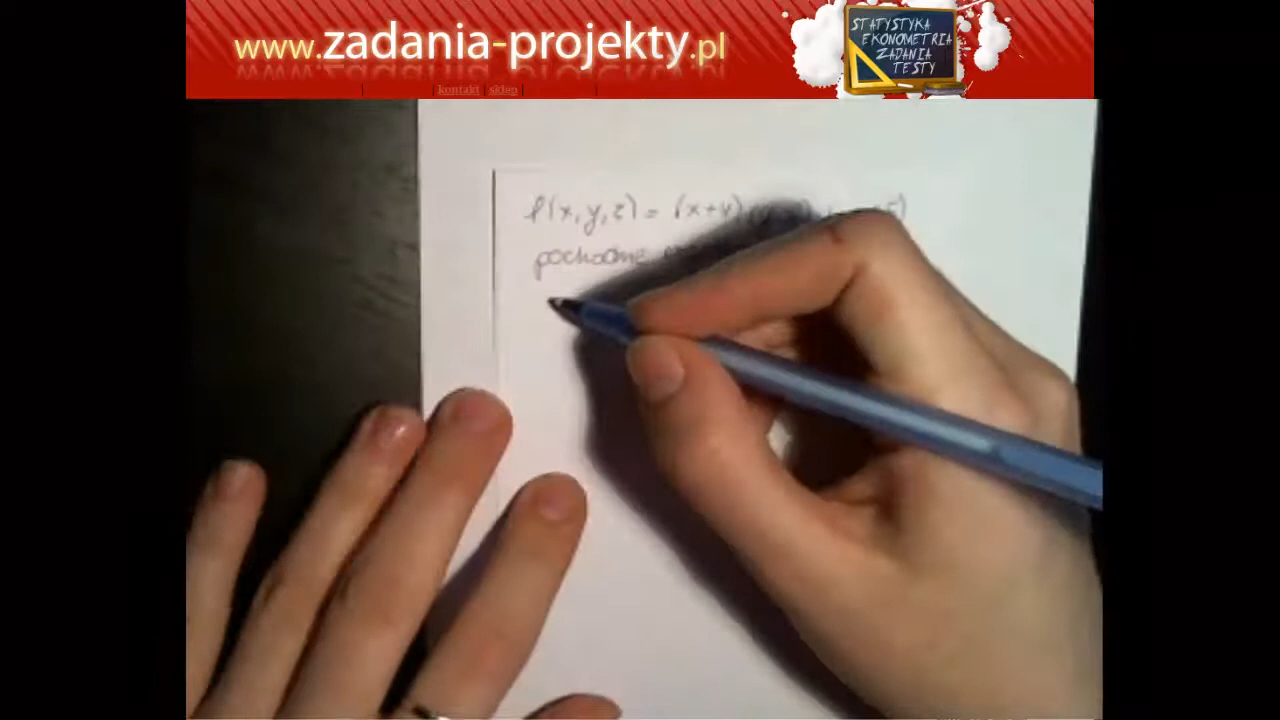 www.zadania-projekty.pl
STATYSTYKA
EKONOMETRIA
ZADANIA
TESTY
kontakt | sklep |
f(x, y, z) = (x+y)
pochodne